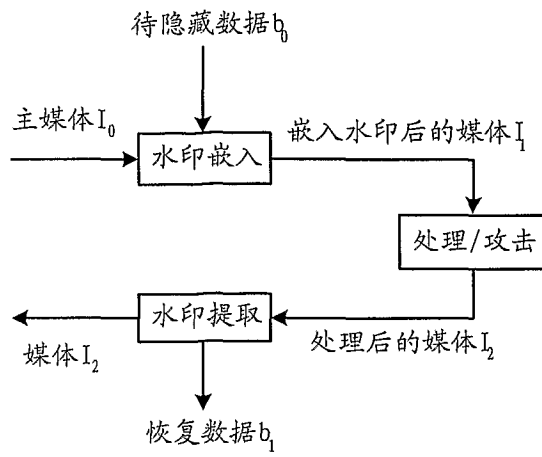 待隐藏数据b₀
主媒体I₀
水印嵌入
嵌入水印后的媒体I₁
处理/攻击
水印提取
处理后的媒体I₂
媒体I₂
恢复数据b₁